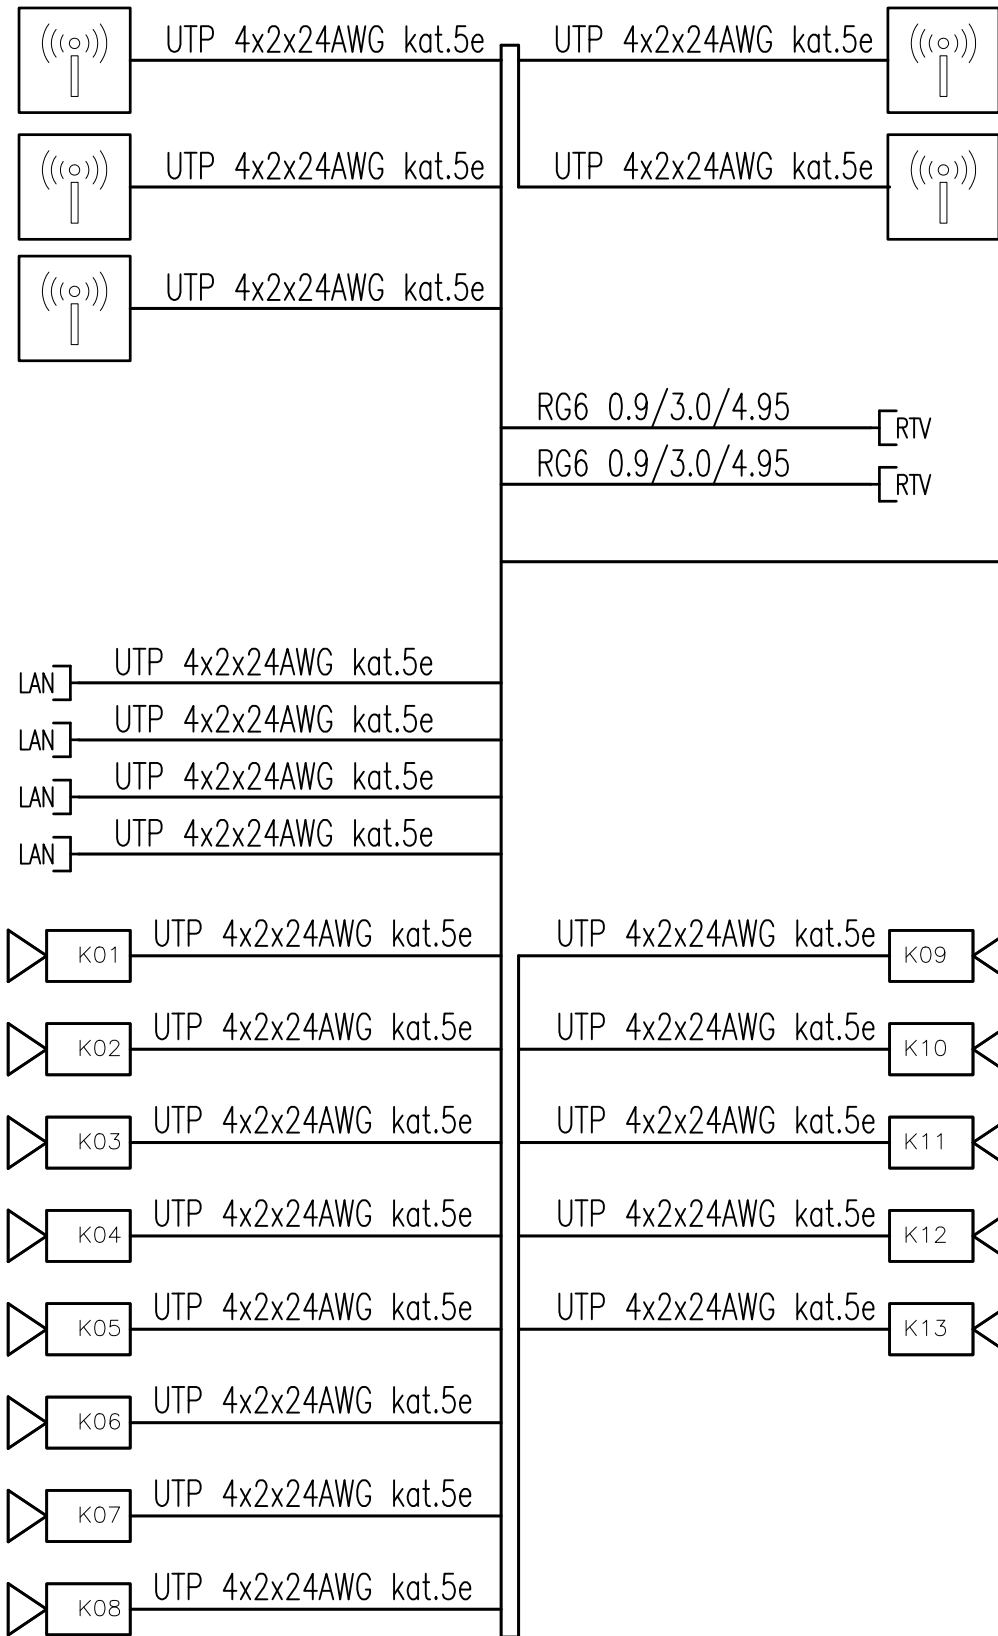 UTP 4x2x24AWG kat.5e UTP 4x2x24AWG kat.5e
UTP 4x2x24AWG kat.5e UTP 4x2x24AWG kat.5e
UTP 4x2x24AWG kat.5e
RG6 0.9/3.0/4.95 RTV
RG6 0.9/3.0/4.95 RTV
LAN UTP 4x2x24AWG kat.5e
LAN UTP 4x2x24AWG kat.5e
LAN UTP 4x2x24AWG kat.5e
LAN UTP 4x2x24AWG kat.5e
K01 UTP 4x2x24AWG kat.5e UTP 4x2x24AWG kat.5e K09
K02 UTP 4x2x24AWG kat.5e UTP 4x2x24AWG kat.5e K10
K03 UTP 4x2x24AWG kat.5e UTP 4x2x24AWG kat.5e K11
K04 UTP 4x2x24AWG kat.5e UTP 4x2x24AWG kat.5e K12
K05 UTP 4x2x24AWG kat.5e UTP 4x2x24AWG kat.5e K13
K06 UTP 4x2x24AWG kat.5e
K07 UTP 4x2x24AWG kat.5e
K08 UTP 4x2x24AWG kat.5e